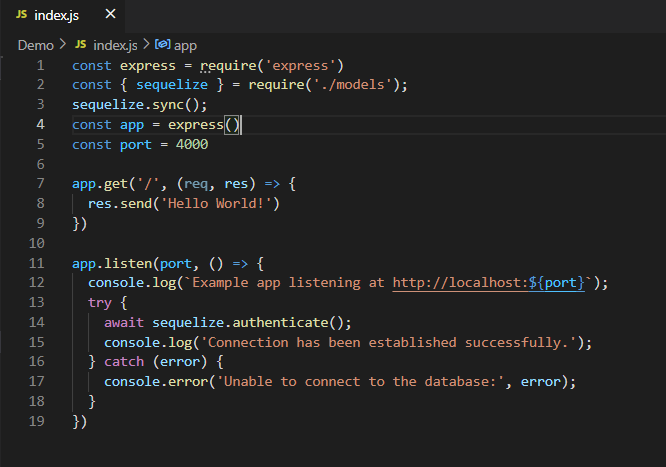 JS index.js ×
Demo > JS index.js > app
1 const express = require('express')
2 const { sequelize } = require('./models');
3 sequelize.sync();
4 const app = express()
5 const port = 4000
6
7 app.get('/', (req, res) => {
8   res.send('Hello World!')
9 })
10
11 app.listen(port, () => {
12   console.log(`Example app listening at http://localhost:${port}`);
13   try {
14     await sequelize.authenticate();
15     console.log('Connection has been established successfully.');
16   } catch (error) {
17     console.error('Unable to connect to the database:', error);
18   }
19 })